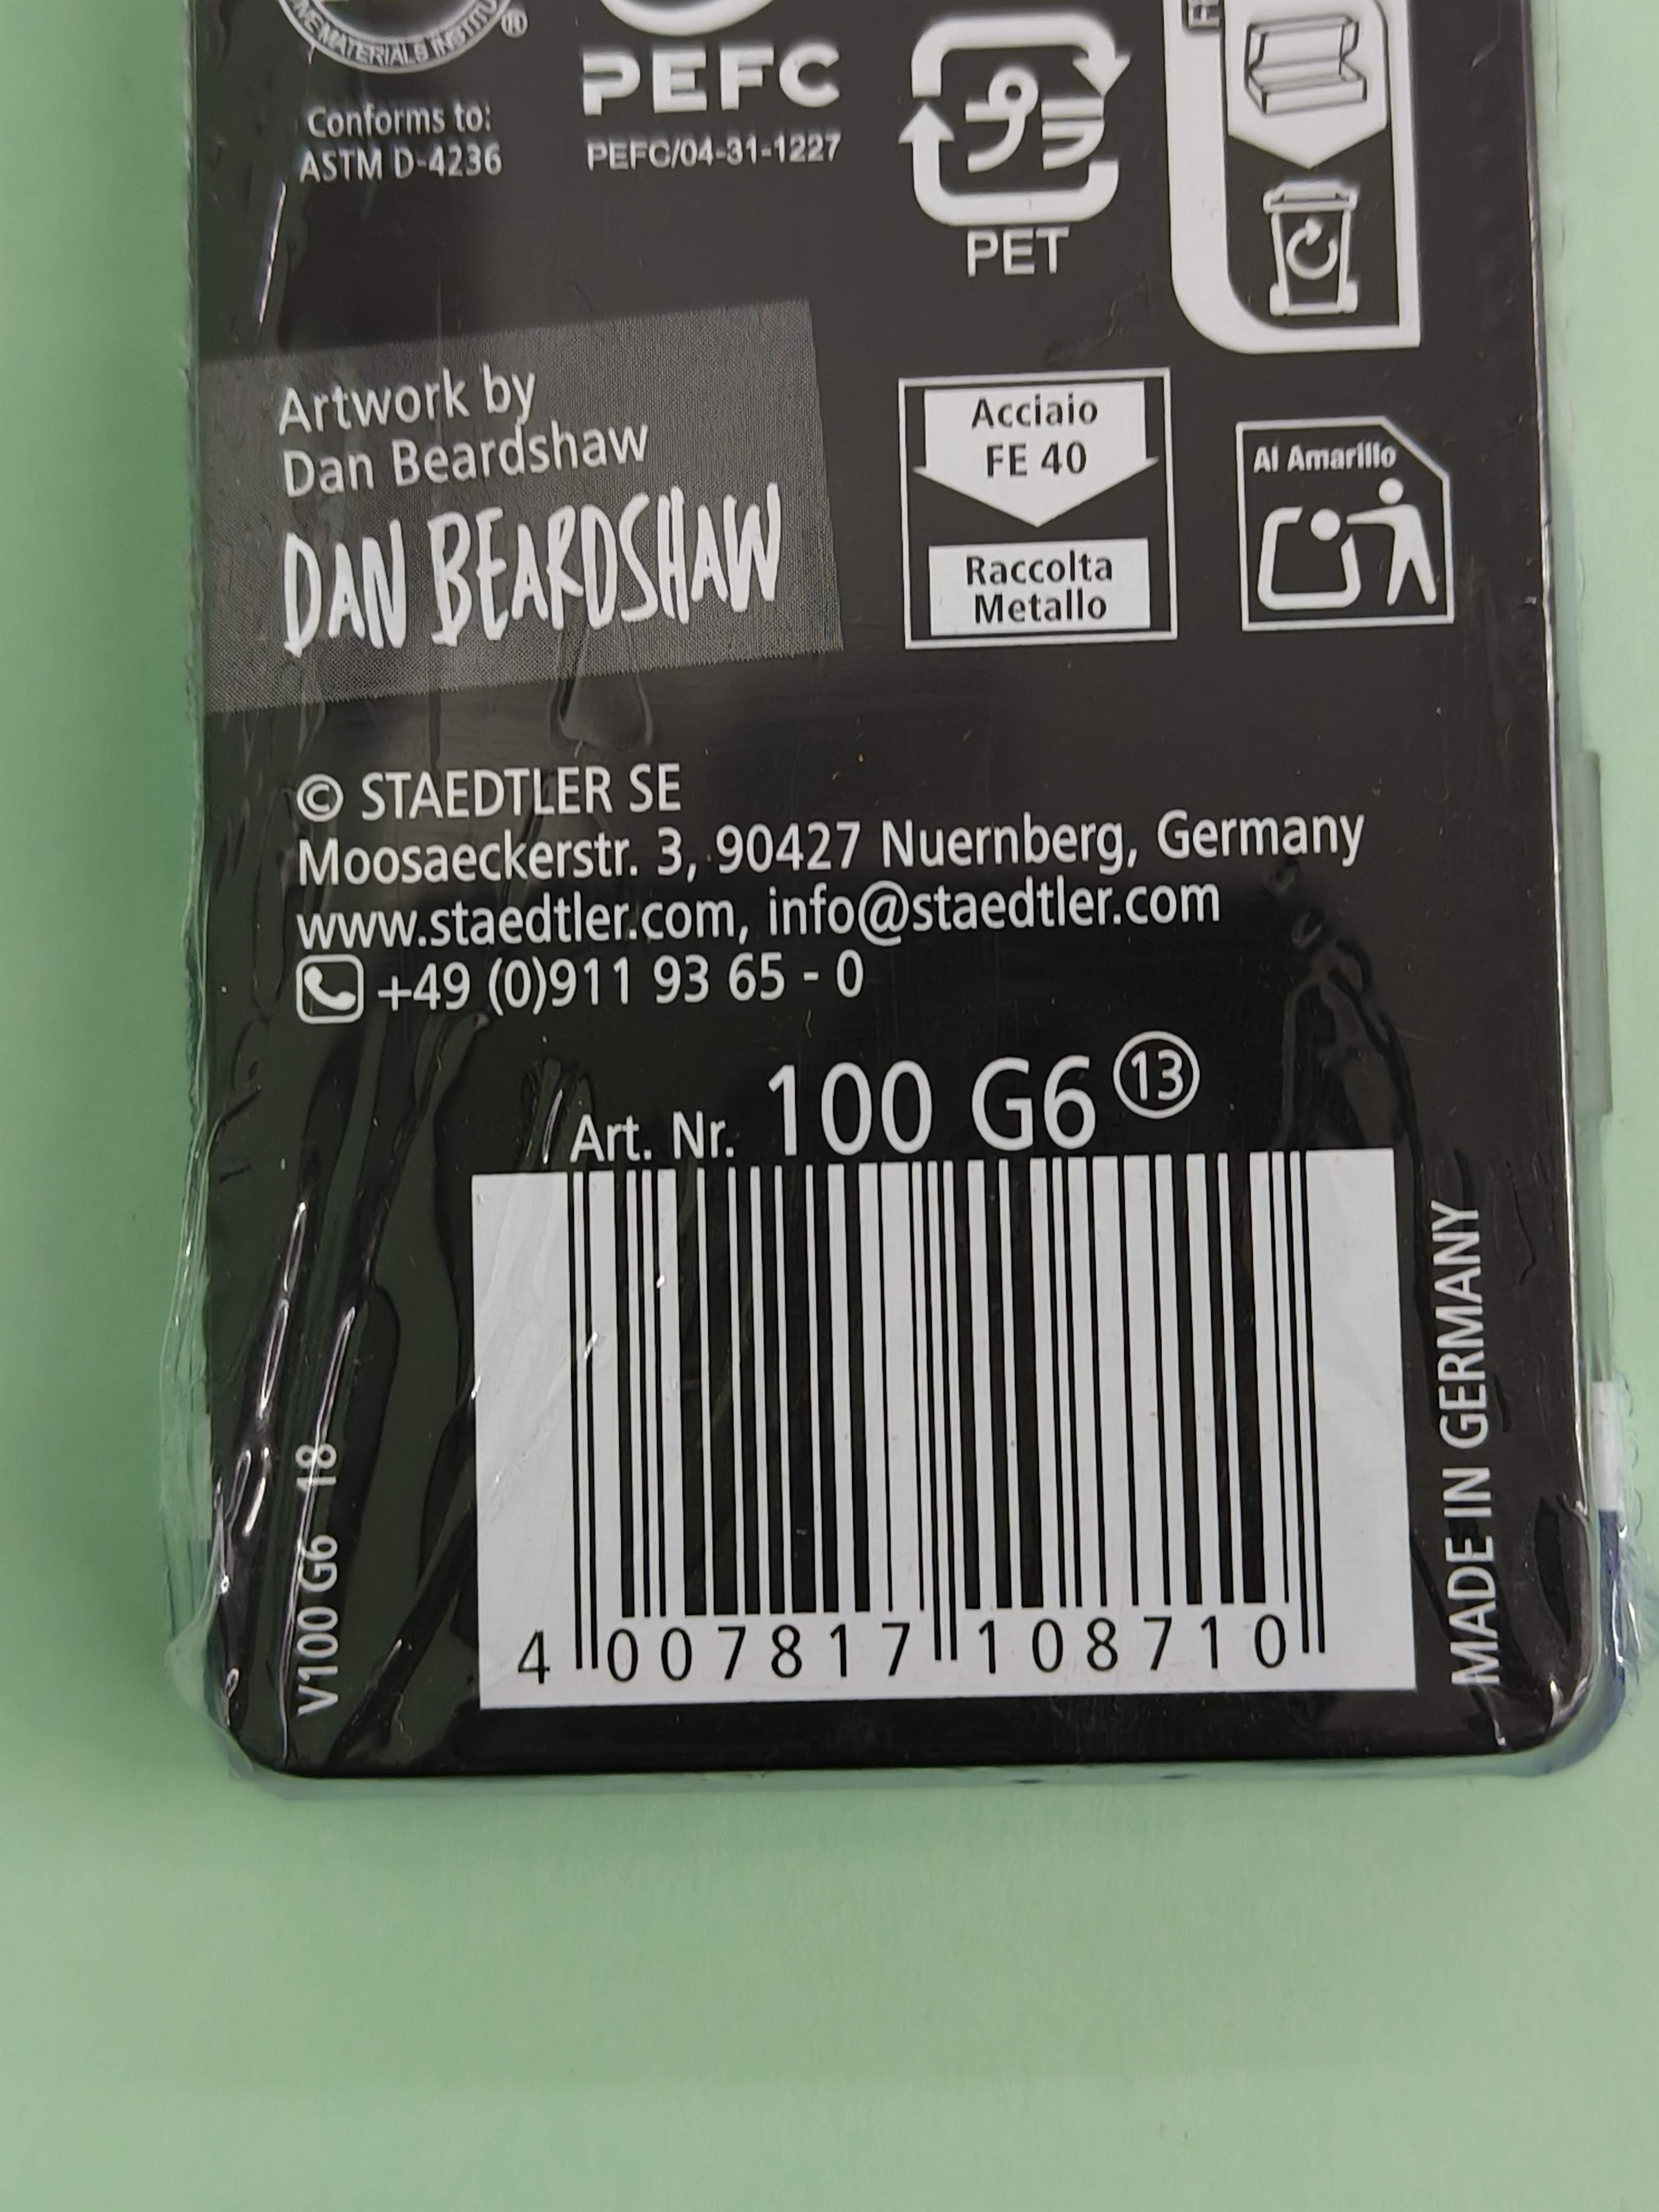 ®
Conforms to:
ASTM D-4236
PEFC
PEFC/04-31-1227
プラ
PET
Artwork by
Dan Beardshaw
DAN BEARDSHAW
Acciaio
FE 40
Raccolta
Metallo
Al Amarillo
© STAEDTLER SE
Moosaeckerstr. 3, 90427 Nuernberg, Germany
www.staedtler.com, info@staedtler.com
+49 (0)911 93 65 - 0
Art. Nr. 100 G6 13
V100 G6 18
4 007817 108710
MADE IN GERMANY